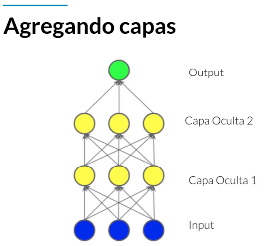 Agregando capas
Output
Capa Oculta 2
Capa Oculta 1
Input